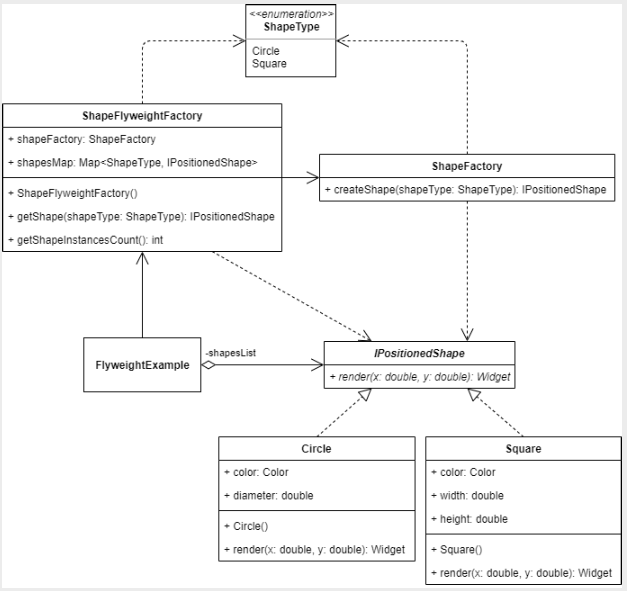 <<enumeration>>
ShapeType
Circle
Square
ShapeFlyweightFactory
+ shapeFactory: ShapeFactory
+ shapesMap: Map<ShapeType, IPositionedShape>
+ ShapeFlyweightFactory()
+ getShape(shapeType: ShapeType): IPositionedShape
+ getShapeInstancesCount(): int
ShapeFactory
+ createShape(shapeType: ShapeType): IPositionedShape
FlyweightExample
-shapesList
IPositionedShape
+ render(x: double, y: double): Widget
Circle
+ color: Color
+ diameter: double
+ Circle()
+ render(x: double, y: double): Widget
Square
+ color: Color
+ width: double
+ height: double
+ Square()
+ render(x: double, y: double): Widget